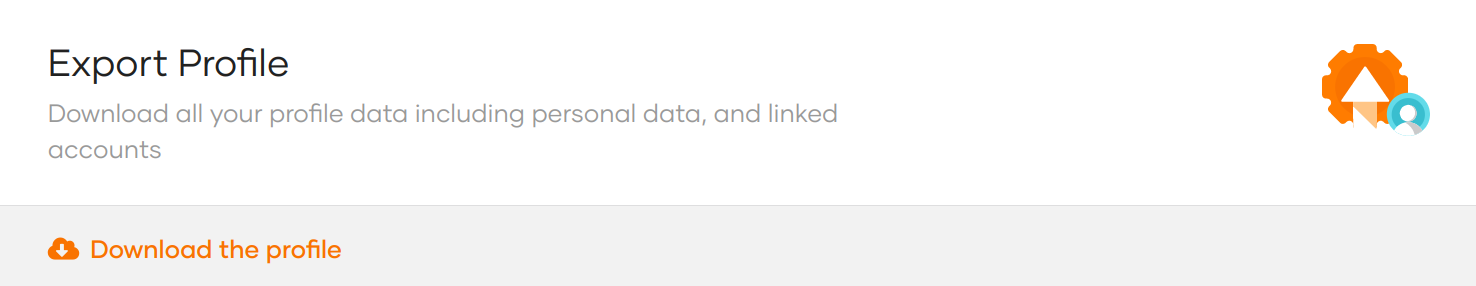 Export Profile
Download all your profile data including personal data, and linked
accounts
Download the profile